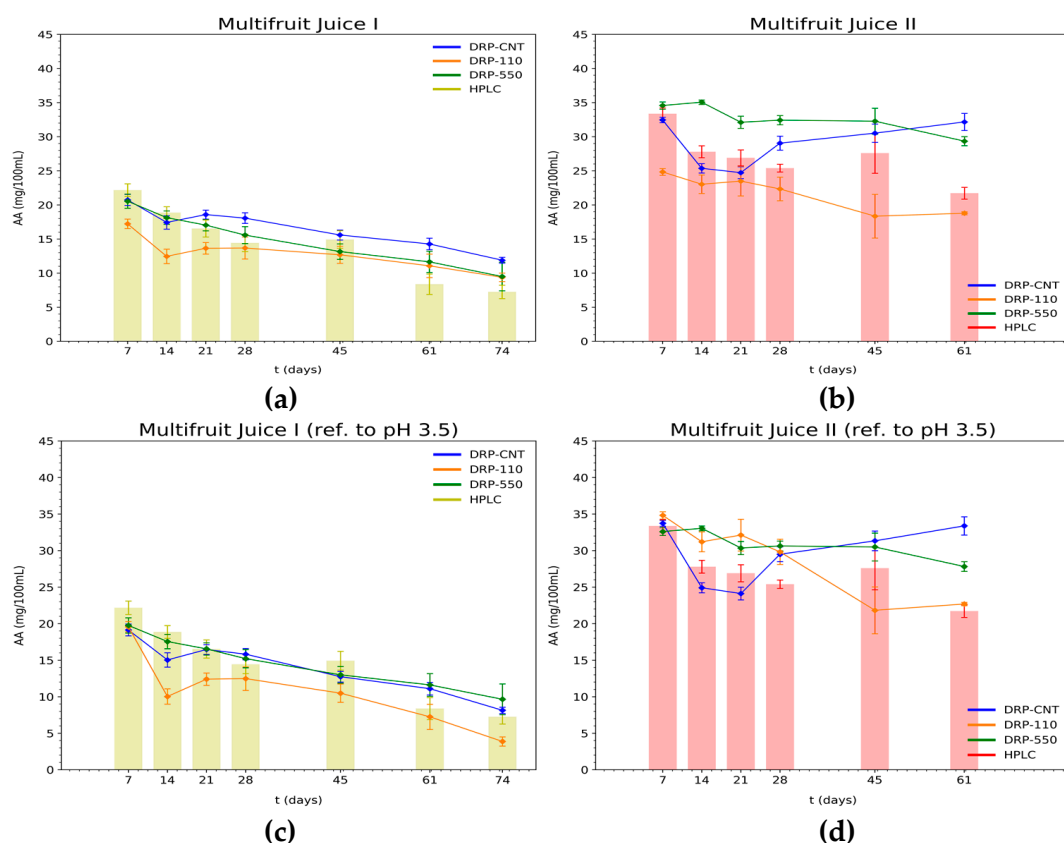 Multifruit Juice I
45
40
35
30
25
20
15
10
5
0
AA (mg/100mL)
DRP-CNT
DRP-110
DRP-550
HPLC
7 14 21 28 45 61 74
t (days)
(a)
Multifruit Juice II
45
40
35
30
25
20
15
10
5
0
AA (mg/100mL)
DRP-CNT
DRP-110
DRP-550
HPLC
7 14 21 28 45 61
t (days)
(b)
Multifruit Juice I (ref. to pH 3.5)
45
40
35
30
25
20
15
10
5
0
AA (mg/100mL)
DRP-CNT
DRP-110
DRP-550
HPLC
7 14 21 28 45 61 74
t (days)
(c)
Multifruit Juice II (ref. to pH 3.5)
45
40
35
30
25
20
15
10
5
0
AA (mg/100mL)
DRP-CNT
DRP-110
DRP-550
HPLC
7 14 21 28 45 61
t (days)
(d)